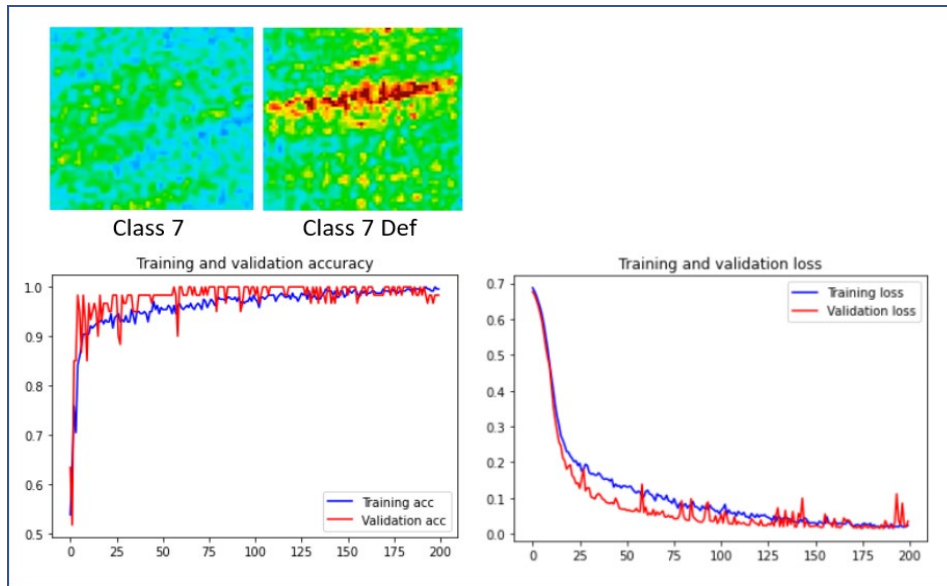 Class 7
Class 7 Def
Training and validation accuracy
1.0
0.9
0.8
0.7
0.6
0.5
Training acc
Validation acc
0 25 50 75 100 125 150 175 200
Training and validation loss
0.7
0.6
0.5
0.4
0.3
0.2
0.1
0.0
Training loss
Validation loss
0 25 50 75 100 125 150 175 200